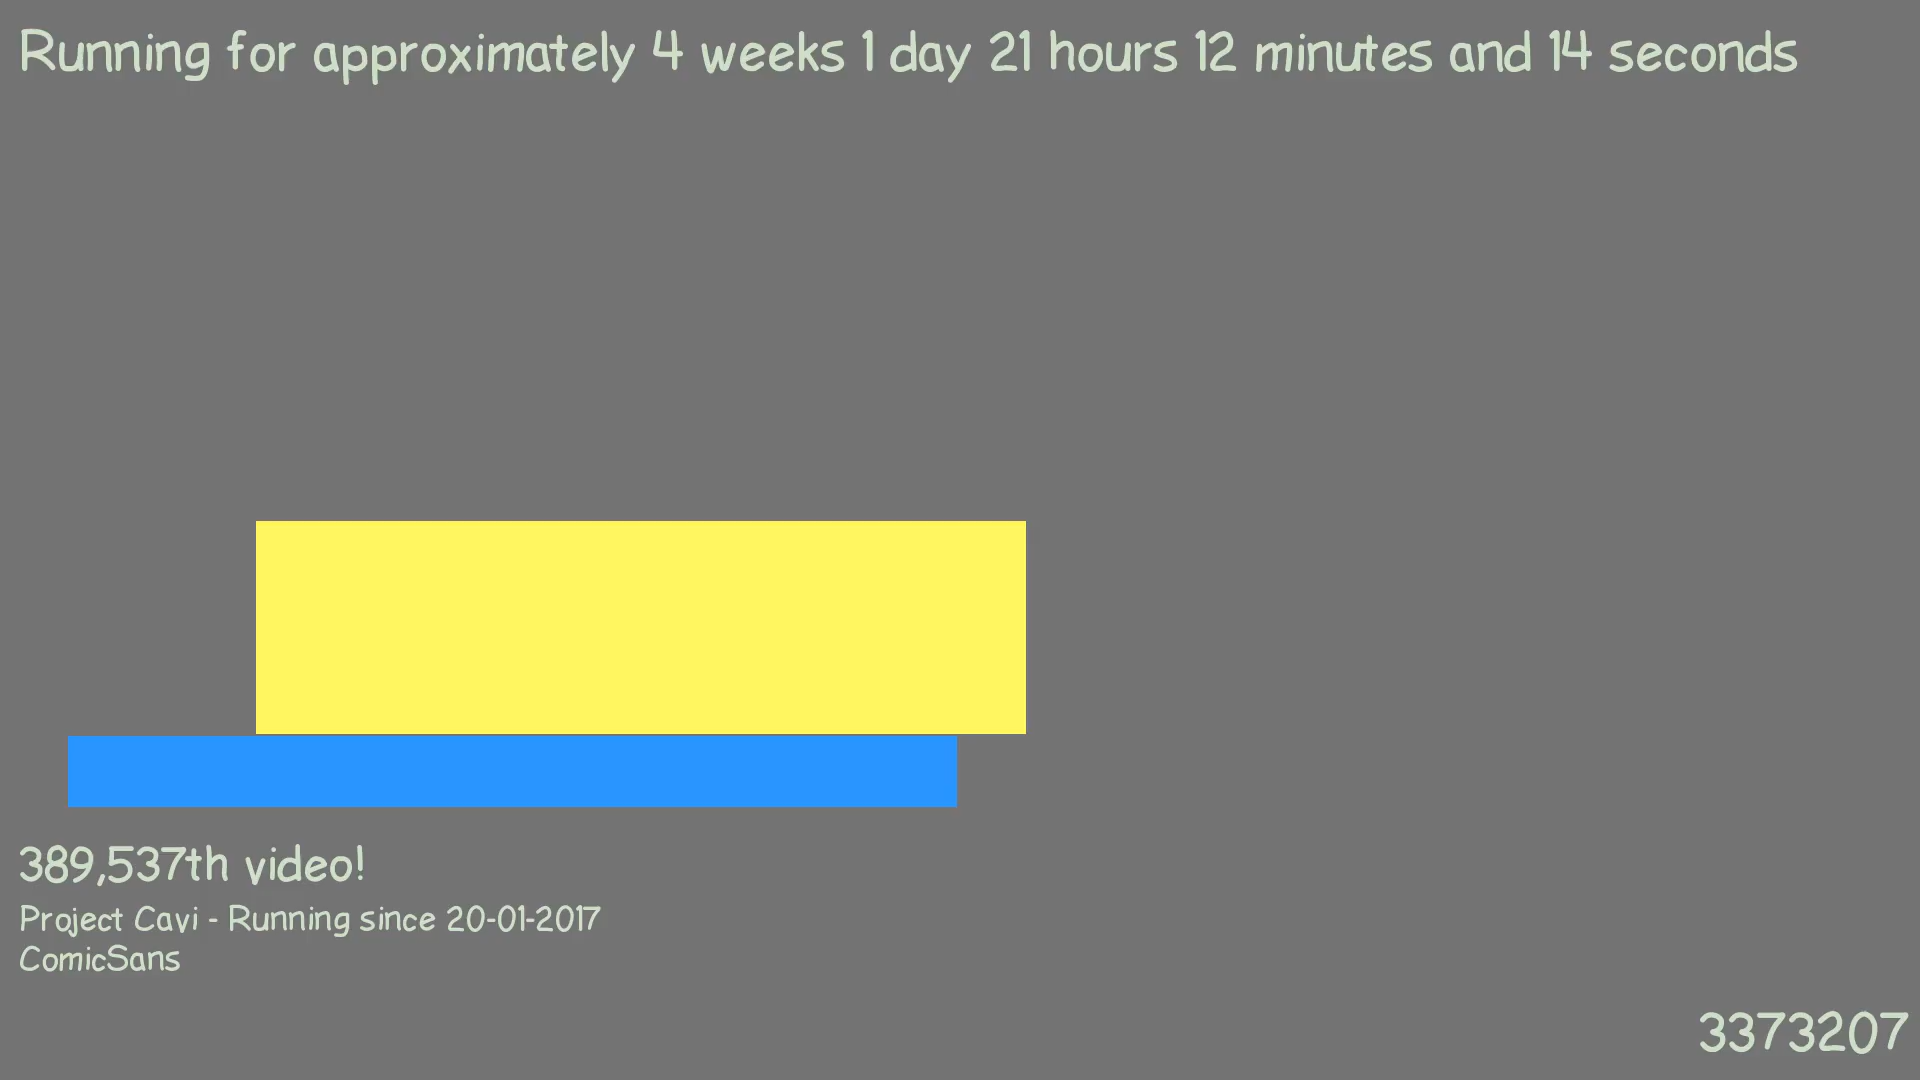 Running for approximately 4 weeks 1 day 21 hours 12 minutes and 14 seconds
389,537th video!
Project Cavi - Running since 20-01-2017
ComicSans
3373207